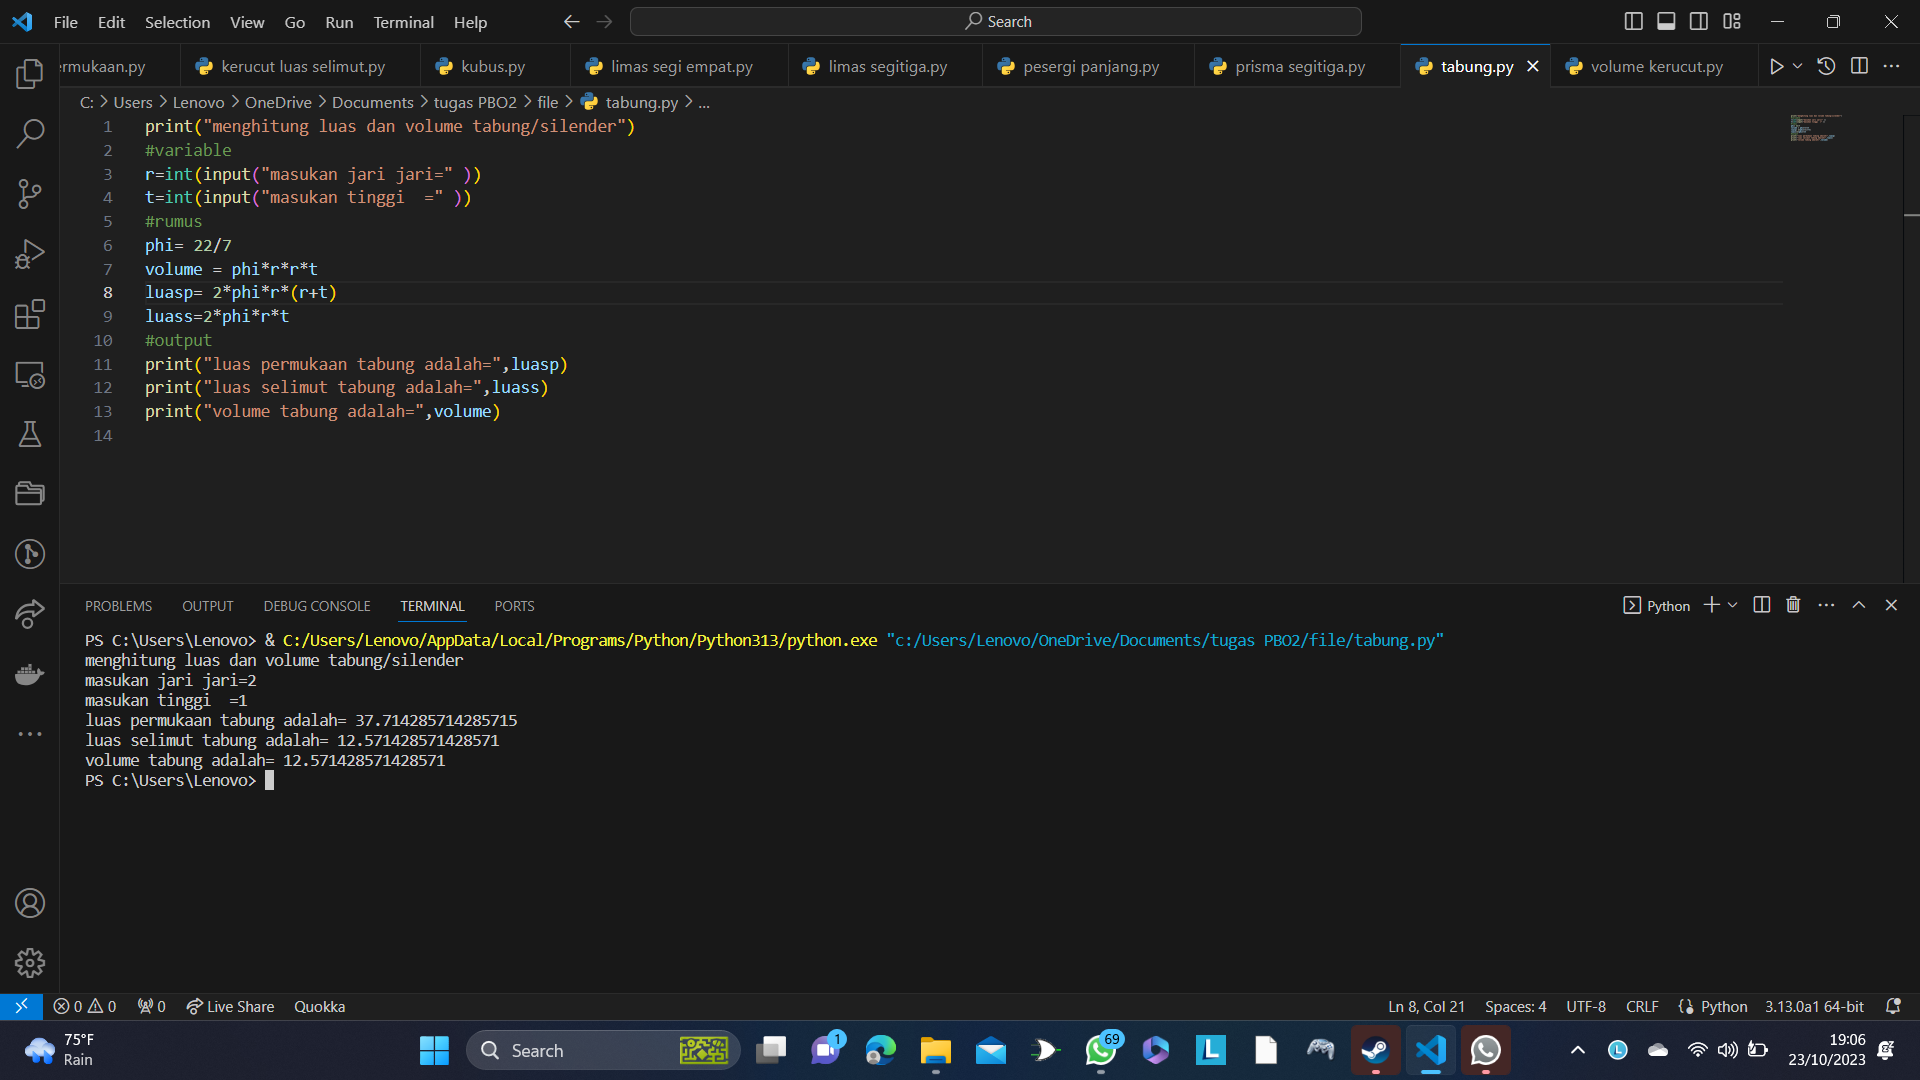 File Edit Selection View Go Run Terminal Help
Search
ermukaan.py kerucut luas selimut.py kubus.py limas segi empat.py limas segitiga.py pesergi panjang.py prisma segitiga.py tabung.py volume kerucut.py
C: > Users > Lenovo > OneDrive > Documents > tugas PBO2 > file > tabung.py > ...
1 print("menghitung luas dan volume tabung/silender")
2 #variable
3 r=int(input("masukan jari jari=" ))
4 t=int(input("masukan tinggi  =" ))
5 #rumus
6 phi= 22/7
7 volume = phi*r*r*t
8 luasp= 2*phi*r*(r+t)
9 luass=2*phi*r*t
10 #output
11 print("luas permukaan tabung adalah=",luasp)
12 print("luas selimut tabung adalah=",luass)
13 print("volume tabung adalah=",volume)
14
PROBLEMS OUTPUT DEBUG CONSOLE TERMINAL PORTS
Python
PS C:\Users\Lenovo> & C:/Users/Lenovo/AppData/Local/Programs/Python/Python313/python.exe "c:/Users/Lenovo/OneDrive/Documents/tugas PBO2/file/tabung.py"
menghitung luas dan volume tabung/silender
masukan jari jari=2
masukan tinggi  =1
luas permukaan tabung adalah= 37.714285714285715
luas selimut tabung adalah= 12.571428571428571
volume tabung adalah= 12.571428571428571
PS C:\Users\Lenovo>
0 0 0 Live Share Quokka
Ln 8, Col 21 Spaces: 4 UTF-8 CRLF Python 3.13.0a1 64-bit
75°F
Rain
Search
1
69
L
L
19:06
23/10/2023